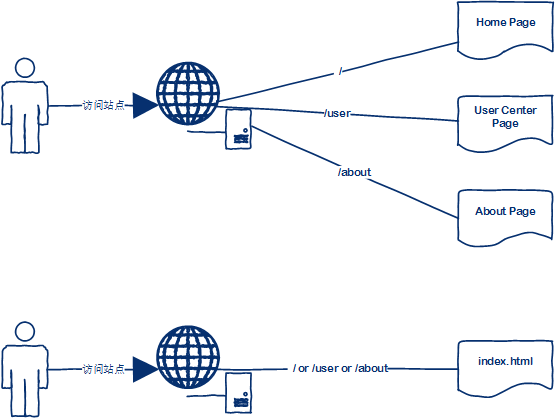 Home Page
/
访问站点
/user
User Center
Page
/about
About Page
访问站点
/ or /user or /about
index.html